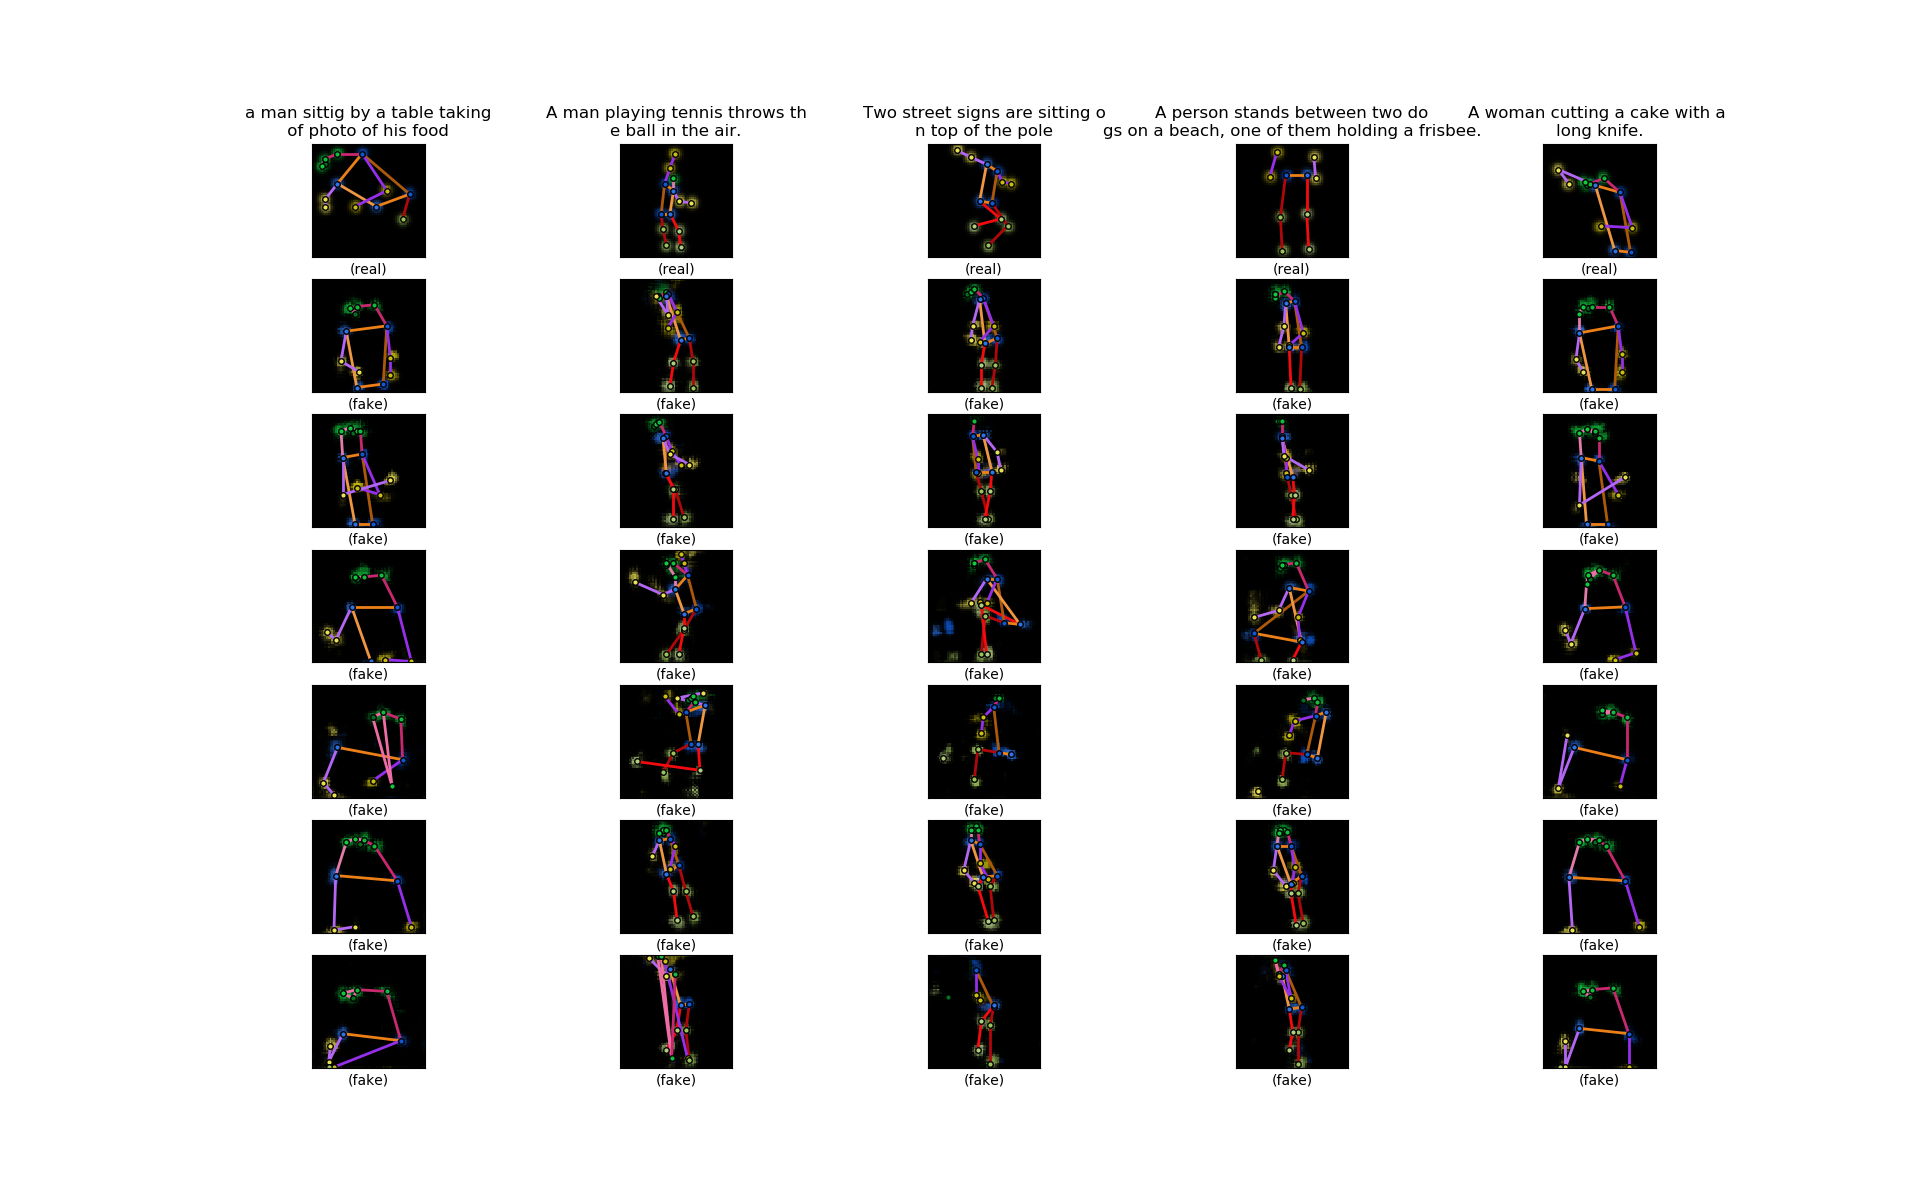 a man sittig by a table taking
of photo of his food
A man playing tennis throws th
e ball in the air.
Two street signs are sitting o
n top of the pole
A person stands between two do
gs on a beach, one of them holding a frisbee.
A woman cutting a cake with a
long knife.
(real) (real) (real) (real) (real)
(fake) (fake) (fake) (fake) (fake)
(fake) (fake) (fake) (fake) (fake)
(fake) (fake) (fake) (fake) (fake)
(fake) (fake) (fake) (fake) (fake)
(fake) (fake) (fake) (fake) (fake)
(fake) (fake) (fake) (fake) (fake)